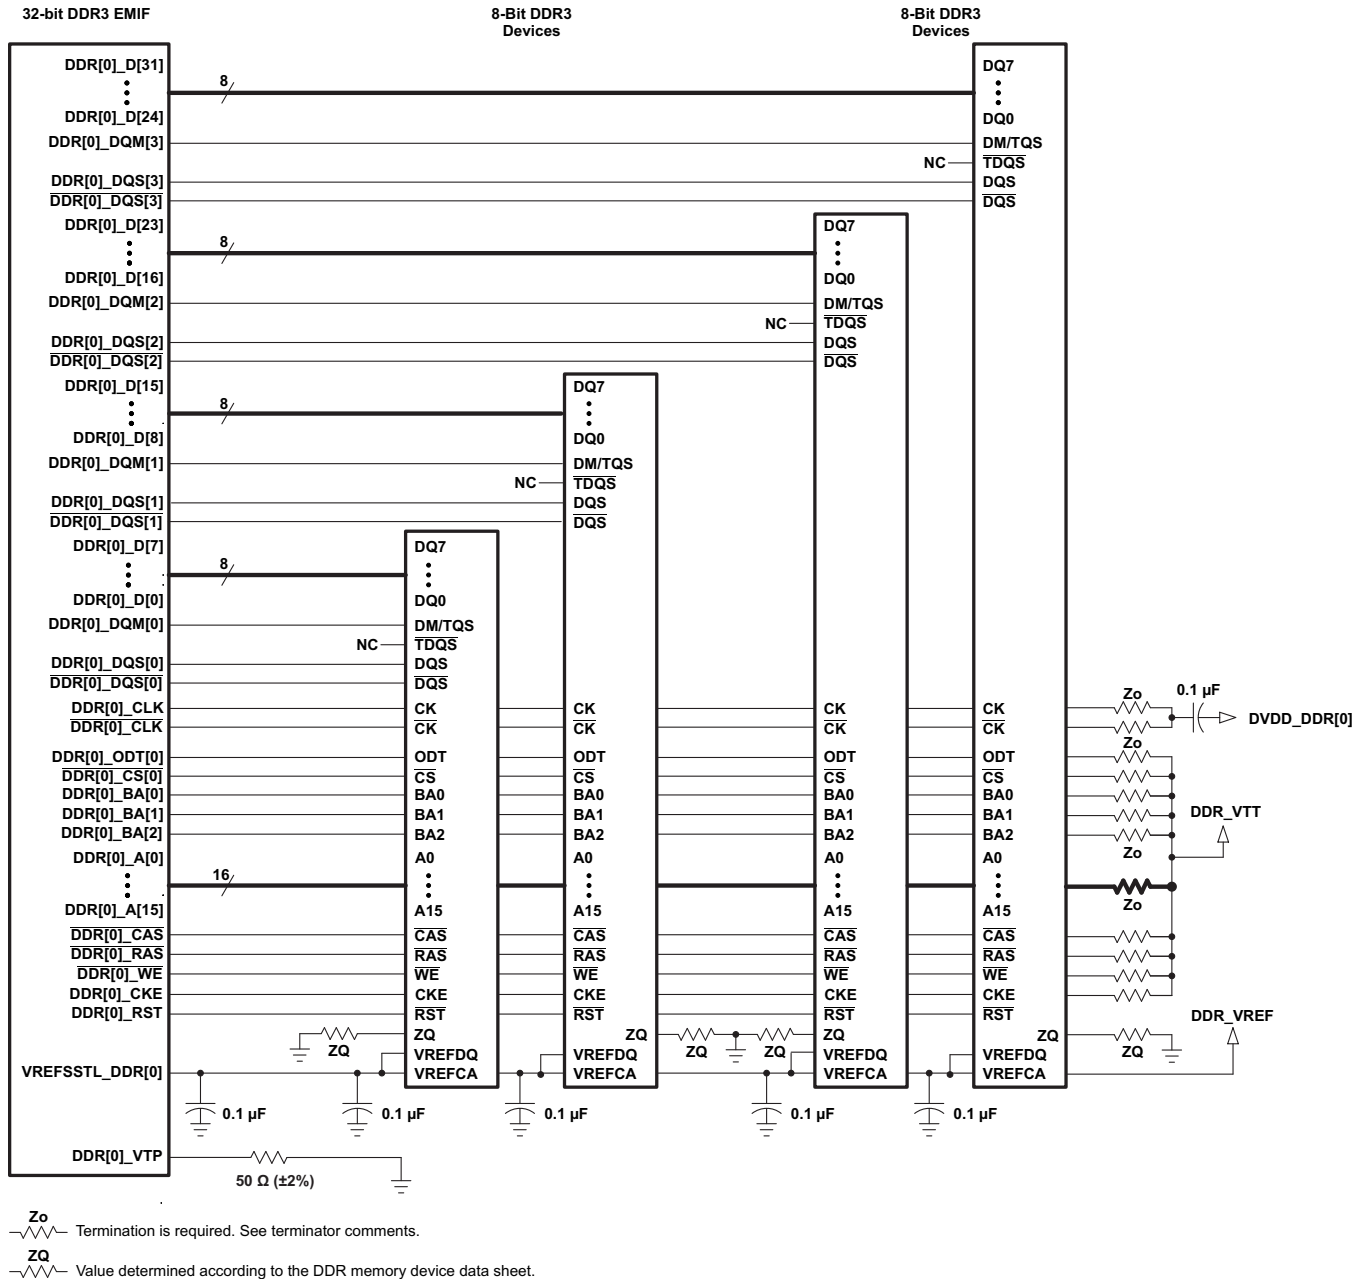 32-bit DDR3 EMIF
8-Bit DDR3
Devices
8-Bit DDR3
Devices
DDR[0]_D[31]
DDR[0]_D[24]
DDR[0]_DQM[3]
DDR[0]_DQS[3]
DDR[0]_DQS[3]
DDR[0]_D[23]
DDR[0]_D[16]
DDR[0]_DQM[2]
DDR[0]_DQS[2]
DDR[0]_DQS[2]
DDR[0]_D[15]
DDR[0]_D[8]
DDR[0]_DQM[1]
DDR[0]_DQS[1]
DDR[0]_DQS[1]
DDR[0]_D[7]
DDR[0]_D[0]
DDR[0]_DQM[0]
DDR[0]_DQS[0]
DDR[0]_DQS[0]
DDR[0]_CLK
DDR[0]_CLK
DDR[0]_ODT[0]
DDR[0]_CS[0]
DDR[0]_BA[0]
DDR[0]_BA[1]
DDR[0]_BA[2]
DDR[0]_A[0]
DDR[0]_A[15]
DDR[0]_CAS
DDR[0]_RAS
DDR[0]_WE
DDR[0]_CKE
DDR[0]_RST
VREFSSTL_DDR[0]
DDR[0]_VTP
8
8
8
8
16
NC
DQ7
DQ0
DM/TQS
TDQS
DQS
DQS
CK
CK
ODT
CS
BA0
BA1
BA2
A0
A15
CAS
RAS
WE
CKE
RST
ZQ
VREFDQ
VREFCA
ZQ
0.1 µF
0.1 µF
50 Ω (±2%)
NC
DQ7
DQ0
DM/TQS
TDQS
DQS
DQS
CK
CK
ODT
CS
BA0
BA1
BA2
A0
A15
CAS
RAS
WE
CKE
RST
ZQ
VREFDQ
VREFCA
0.1 µF
ZQ
ZQ
NC
DQ7
DQ0
DM/TQS
TDQS
DQS
DQS
CK
CK
ODT
CS
BA0
BA1
BA2
A0
A15
CAS
RAS
WE
CKE
RST
ZQ
VREFDQ
VREFCA
0.1 µF
NC
DQ7
DQ0
DM/TQS
TDQS
DQS
DQS
CK
CK
ODT
CS
BA0
BA1
BA2
A0
A15
CAS
RAS
WE
CKE
RST
ZQ
VREFDQ
VREFCA
0.1 µF
Zo
0.1 µF
DVDD_DDR[0]
Zo
DDR_VTT
Zo
Zo
DDR_VREF
ZQ
Zo
Termination is required. See terminator comments.
ZQ
Value determined according to the DDR memory device data sheet.